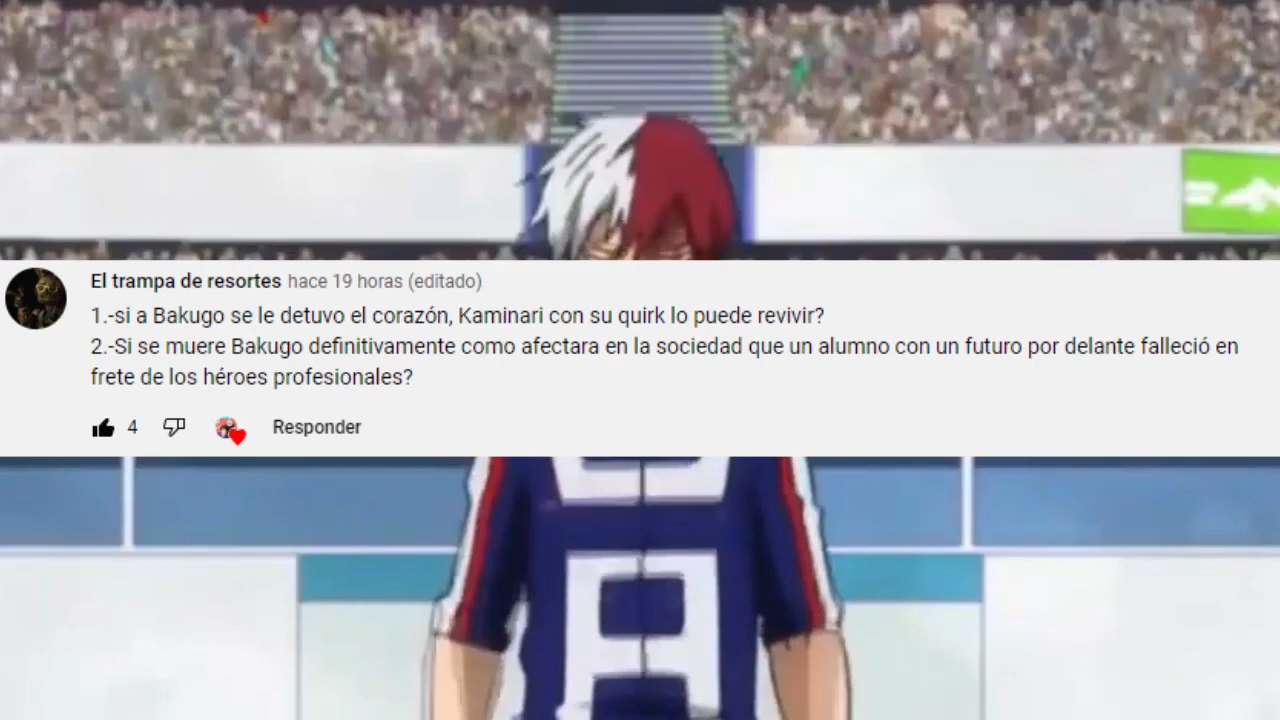 El trampa de resortes hace 19 horas (editado)
1.-si a Bakugo se le detuvo el corazón, Kaminari con su quirk lo puede revivir?
2.-Si se muere Bakugo definitivamente como afectara en la sociedad que un alumno con un futuro por delante falleció en
frete de los héroes profesionales?
4 Responder